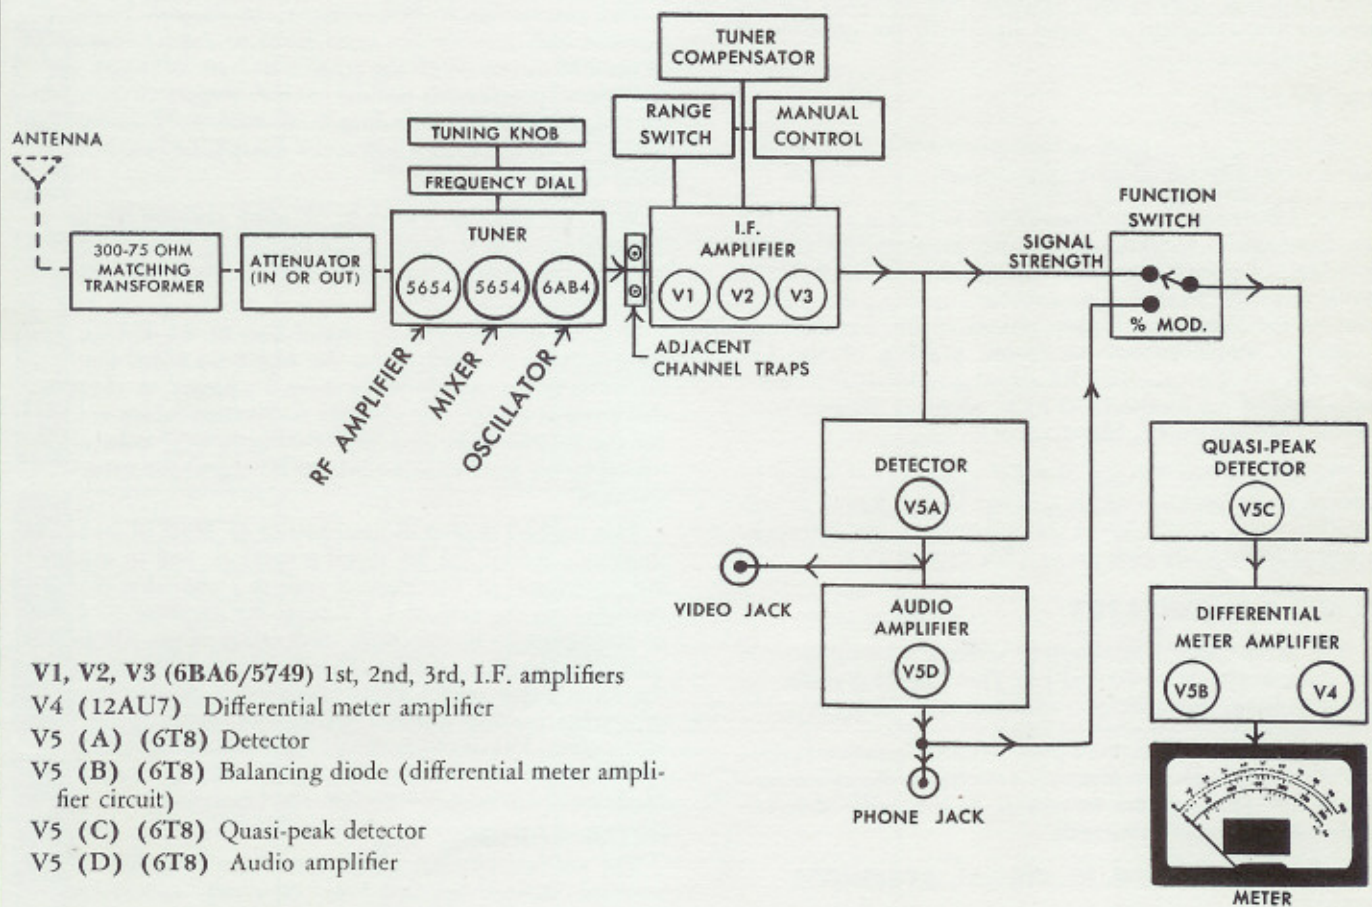 TUNER
COMPENSATOR
RANGE
SWITCH
MANUAL
CONTROL
ANTENNA
TUNING KNOB
FREQUENCY DIAL
300-75 OHM
MATCHING
TRANSFORMER
ATTENUATOR
(IN OR OUT)
TUNER
5654
5654
6AB4
RF AMPLIFIER
MIXER
OSCILLATOR
I.F.
AMPLIFIER
V1
V2
V3
ADJACENT
CHANNEL TRAPS
SIGNAL
STRENGTH
FUNCTION
SWITCH
% MOD.
DETECTOR
V5A
QUASI-PEAK
DETECTOR
V5C
VIDEO JACK
AUDIO
AMPLIFIER
V5D
DIFFERENTIAL
METER AMPLIFIER
V5B
V4
PHONE JACK
METER
V1, V2, V3 (6BA6/5749) 1st, 2nd, 3rd, I.F. amplifiers
V4 (12AU7) Differential meter amplifier
V5 (A) (6T8) Detector
V5 (B) (6T8) Balancing diode (differential meter ampli-
fier circuit)
V5 (C) (6T8) Quasi-peak detector
V5 (D) (6T8) Audio amplifier